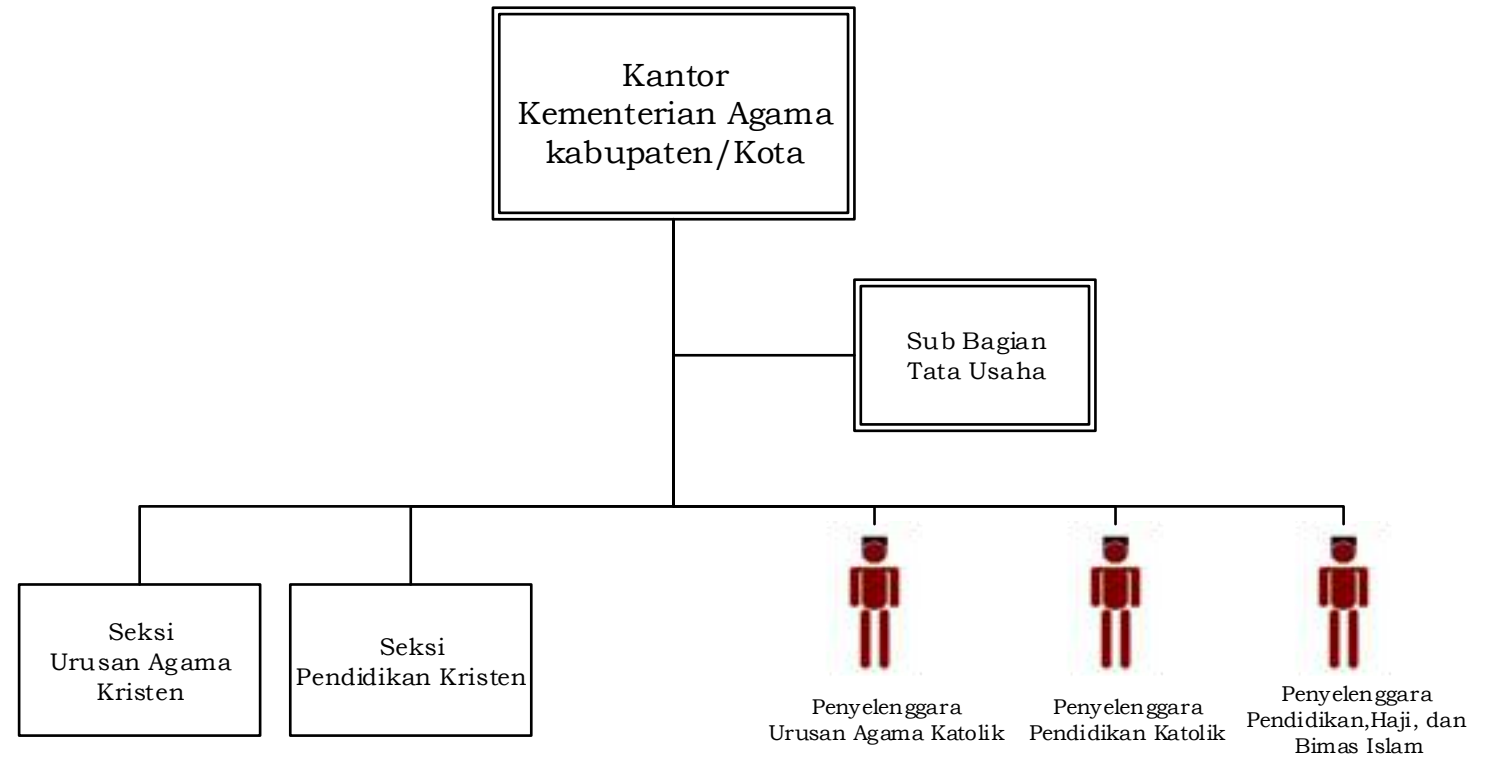 Kantor
Kementerian Agama
kabupaten/Kota
Sub Bagian
Tata Usaha
Seksi
Urusan Agama
Kristen
Seksi
Pendidikan Kristen
Penyelenggara
Urusan Agama Katolik
Penyelenggara
Pendidikan Katolik
Penyelenggara
Pendidikan,Haji, dan
Bimas Islam